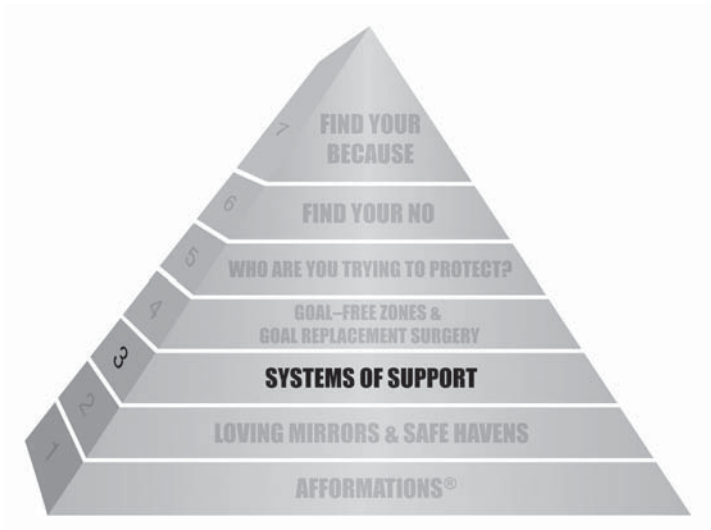 7
FIND YOUR
BECAUSE
6
FIND YOUR NO
5
WHO ARE YOU TRYING TO PROTECT?
4
GOAL–FREE ZONES &
GOAL REPLACEMENT SURGERY
3
SYSTEMS OF SUPPORT
2
LOVING MIRRORS & SAFE HAVENS
1
AFFORMATIONS®